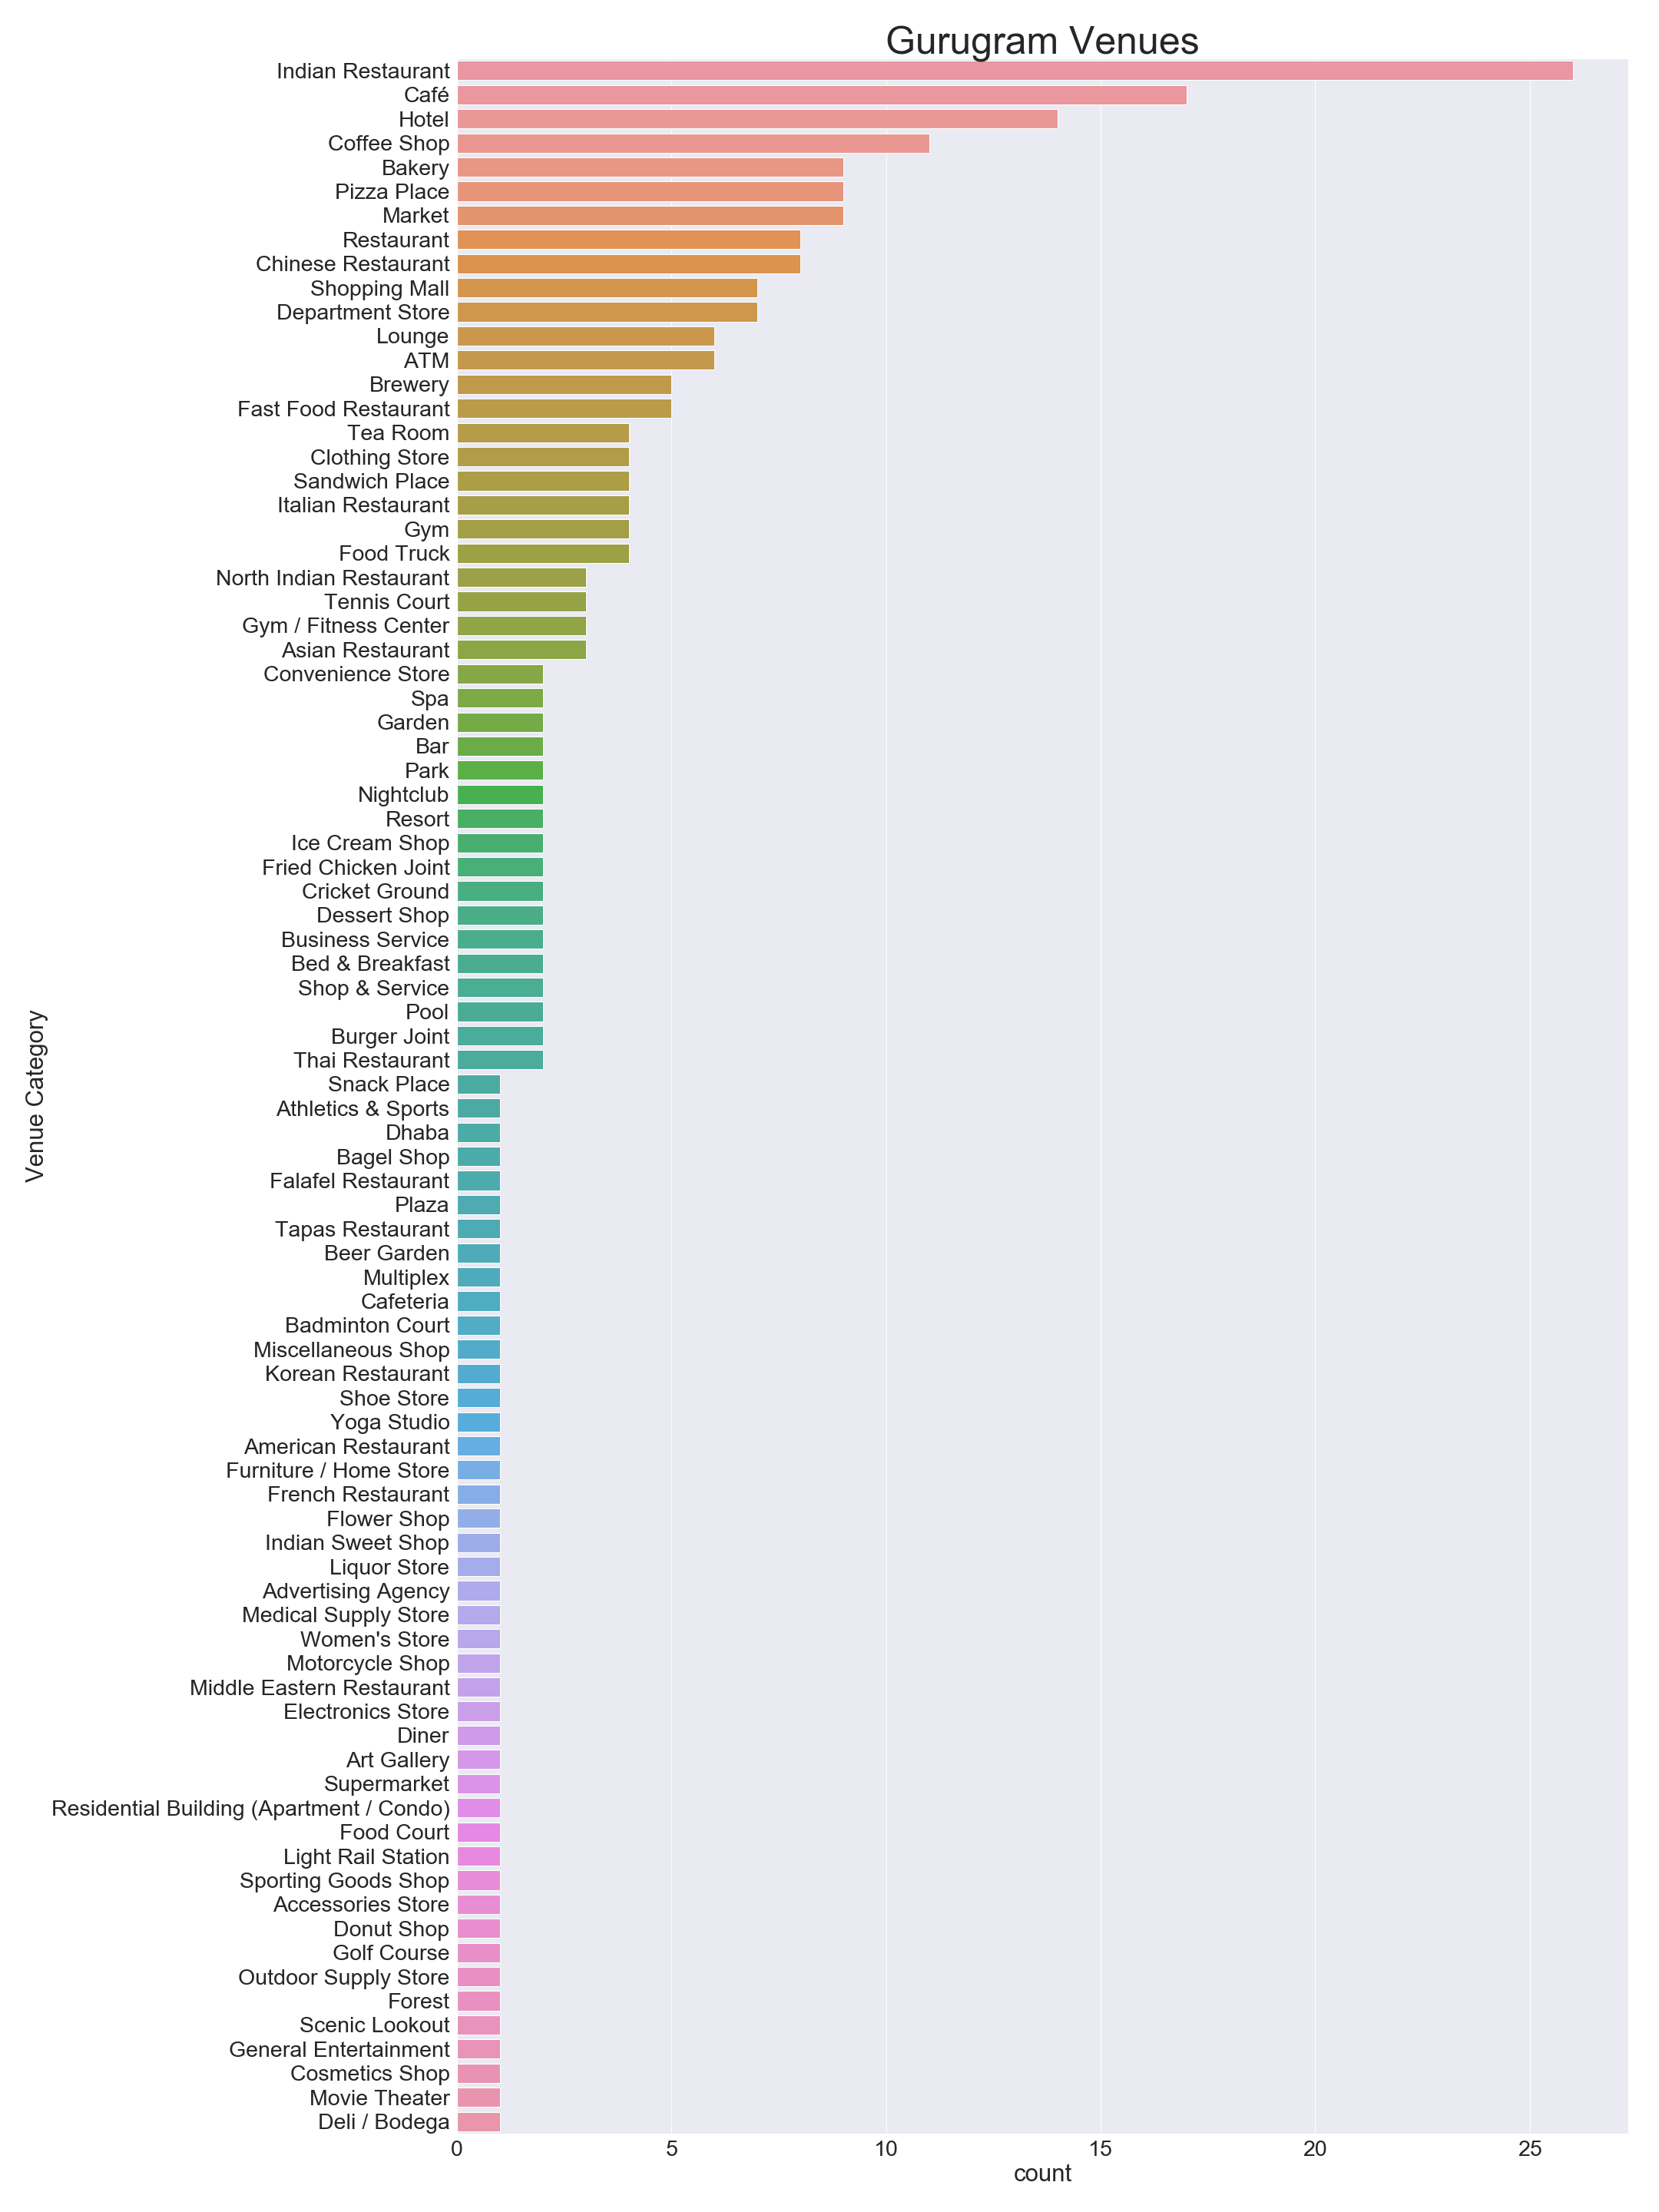 Gurugram Venues
Indian Restaurant
Café
Hotel
Coffee Shop
Bakery
Pizza Place
Market
Restaurant
Chinese Restaurant
Shopping Mall
Department Store
Lounge
ATM
Brewery
Fast Food Restaurant
Tea Room
Clothing Store
Sandwich Place
Italian Restaurant
Gym
Food Truck
North Indian Restaurant
Tennis Court
Gym / Fitness Center
Asian Restaurant
Convenience Store
Spa
Garden
Bar
Park
Nightclub
Resort
Ice Cream Shop
Fried Chicken Joint
Cricket Ground
Dessert Shop
Business Service
Bed & Breakfast
Shop & Service
Pool
Burger Joint
Thai Restaurant
Snack Place
Athletics & Sports
Dhaba
Bagel Shop
Falafel Restaurant
Plaza
Tapas Restaurant
Beer Garden
Multiplex
Cafeteria
Badminton Court
Miscellaneous Shop
Korean Restaurant
Shoe Store
Yoga Studio
American Restaurant
Furniture / Home Store
French Restaurant
Flower Shop
Indian Sweet Shop
Liquor Store
Advertising Agency
Medical Supply Store
Women's Store
Motorcycle Shop
Middle Eastern Restaurant
Electronics Store
Diner
Art Gallery
Supermarket
Residential Building (Apartment / Condo)
Food Court
Light Rail Station
Sporting Goods Shop
Accessories Store
Donut Shop
Golf Course
Outdoor Supply Store
Forest
Scenic Lookout
General Entertainment
Cosmetics Shop
Movie Theater
Deli / Bodega
Venue Category
0 5 10 15 20 25
count